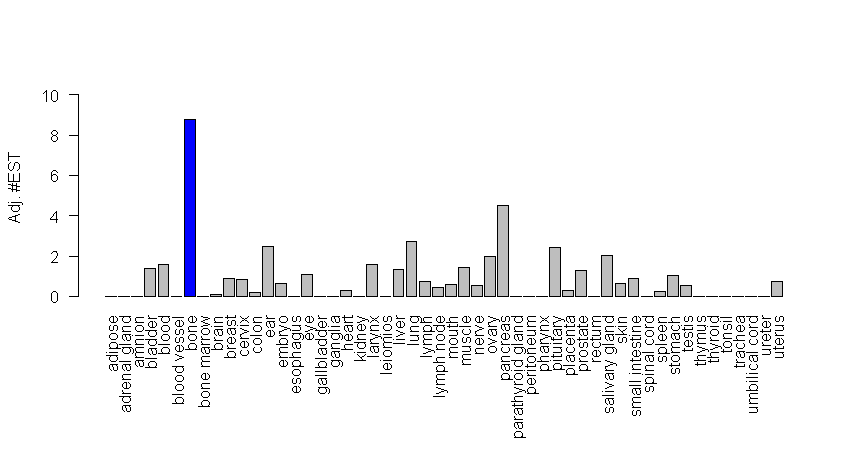 10
8
6
4
2
0
Adj. #EST
adipose
adrenal gland
amnion
bladder
blood
blood vessel
bone
bone marrow
brain
breast
cervix
colon
ear
embryo
esophagus
eye
gallbladder
ganglia
heart
kidney
larynx
leiomios
liver
lung
lymph
lymph node
mouth
muscle
nerve
ovary
pancreas
parathyroid gland
peritoneum
pharynx
pituitary
placenta
prostate
rectum
salivary gland
skin
small intestine
spinal cord
spleen
stomach
testis
thymus
thyroid
tonsil
trachea
umbilical cord
ureter
uterus